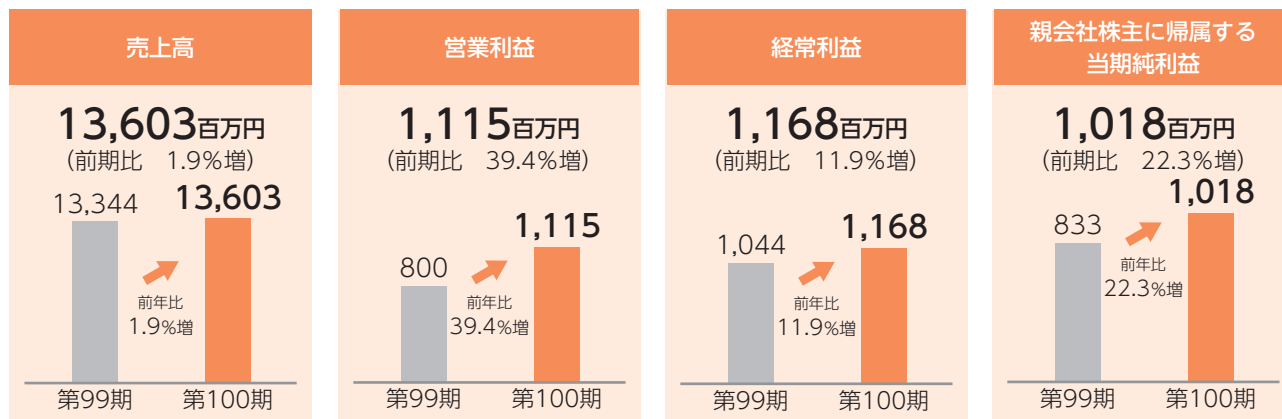 売上高
13,603百万円
(前期比　1.9%増)
13,344
13,603
前年比
1.9%増
第99期
第100期
営業利益
1,115百万円
(前期比　39.4%増)
800
1,115
前年比
39.4%増
第99期
第100期
経常利益
1,168百万円
(前期比　11.9%増)
1,044
1,168
前年比
11.9%増
第99期
第100期
親会社株主に帰属する
当期純利益
1,018百万円
(前期比　22.3%増)
833
1,018
前年比
22.3%増
第99期
第100期